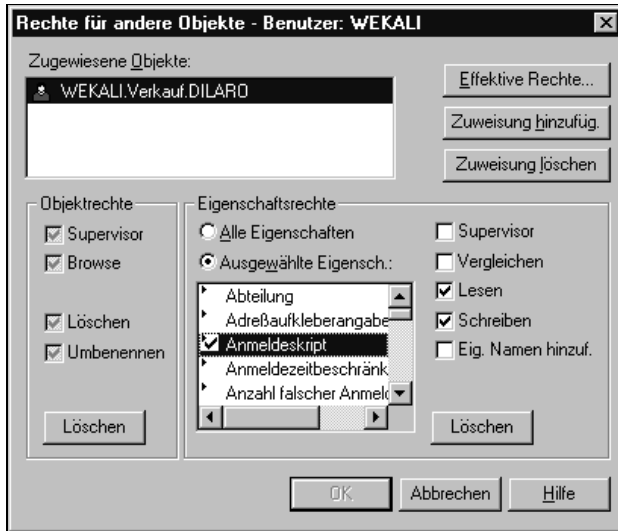 Rechte für andere Objekte - Benutzer: WEKALI
Zugewiesene Objekte:
WEKALI.Verkauf.DILARO
Effektive Rechte...
Zuweisung hinzufüg.
Zuweisung löschen
Objektrechte
Supervisor
Browse
Löschen
Umbenennen
Löschen
Eigenschaftsrechte
Alle Eigenschaften
Ausgewählte Eigensch.:
Abteilung
Adreßaufkleberangabe
Anmeldeskript
Anmeldezeitbeschränk
Anzahl falscher Anmeld
Supervisor
Vergleichen
Lesen
Schreiben
Eig. Namen hinzuf.
Löschen
OK
Abbrechen
Hilfe